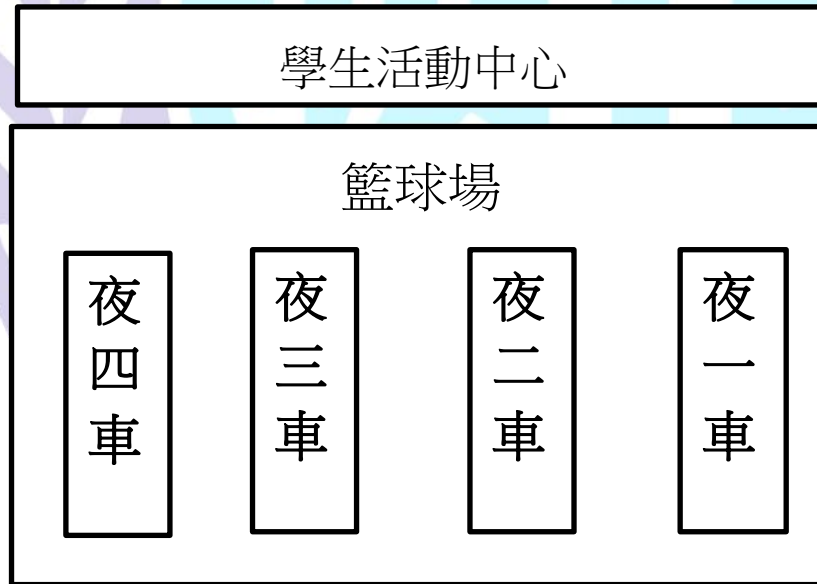 學生活動中心
籃球場
夜四車
夜三車
夜二車
夜一車